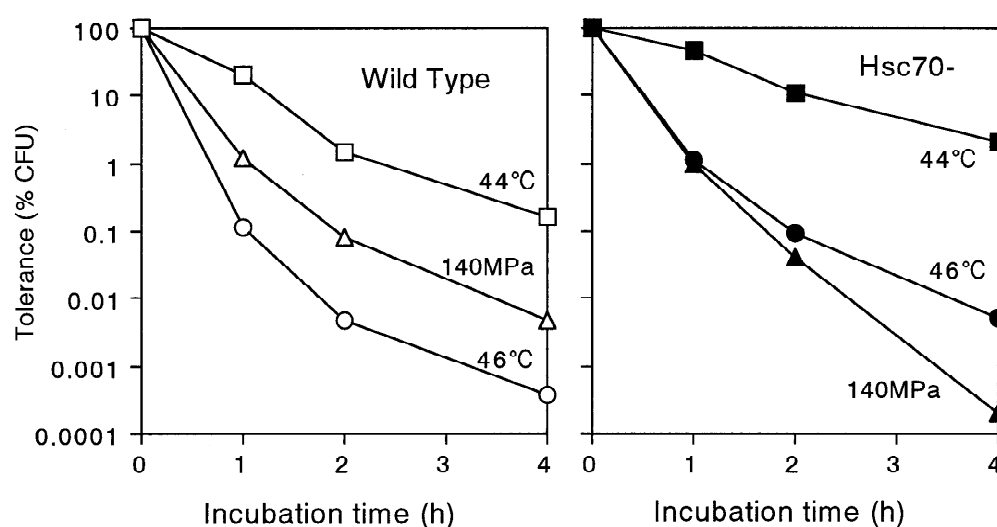 Tolerance (% CFU)
100
10
1
0.1
0.01
0.001
0.0001
Wild Type
44°C
140MPa
46°C
0
1
2
3
4
Incubation time (h)
Hsc70-
44°C
46°C
140MPa
0
1
2
3
4
Incubation time (h)